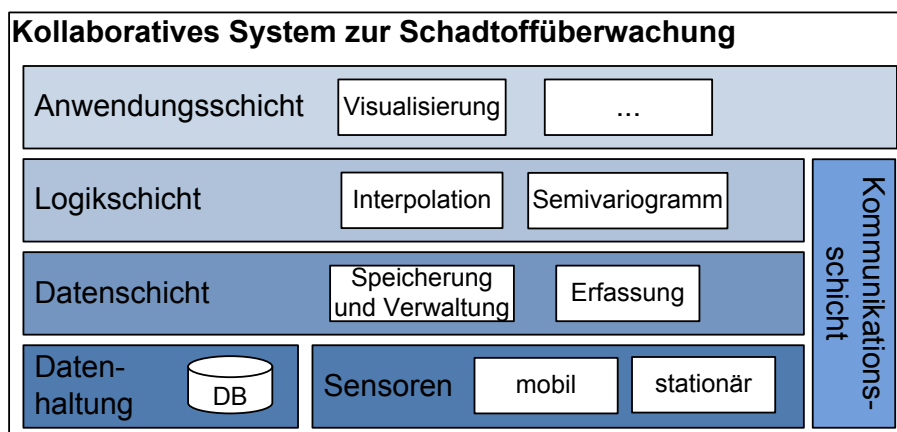 Kollaboratives System zur Schadtoffüberwachung
Anwendungsschicht
Visualisierung
...
Logikschicht
Interpolation
Semivariogramm
Datenschicht
Speicherung
und Verwaltung
Erfassung
Daten-
haltung
DB
Sensoren
mobil
stationär
Kommunikations-
schicht